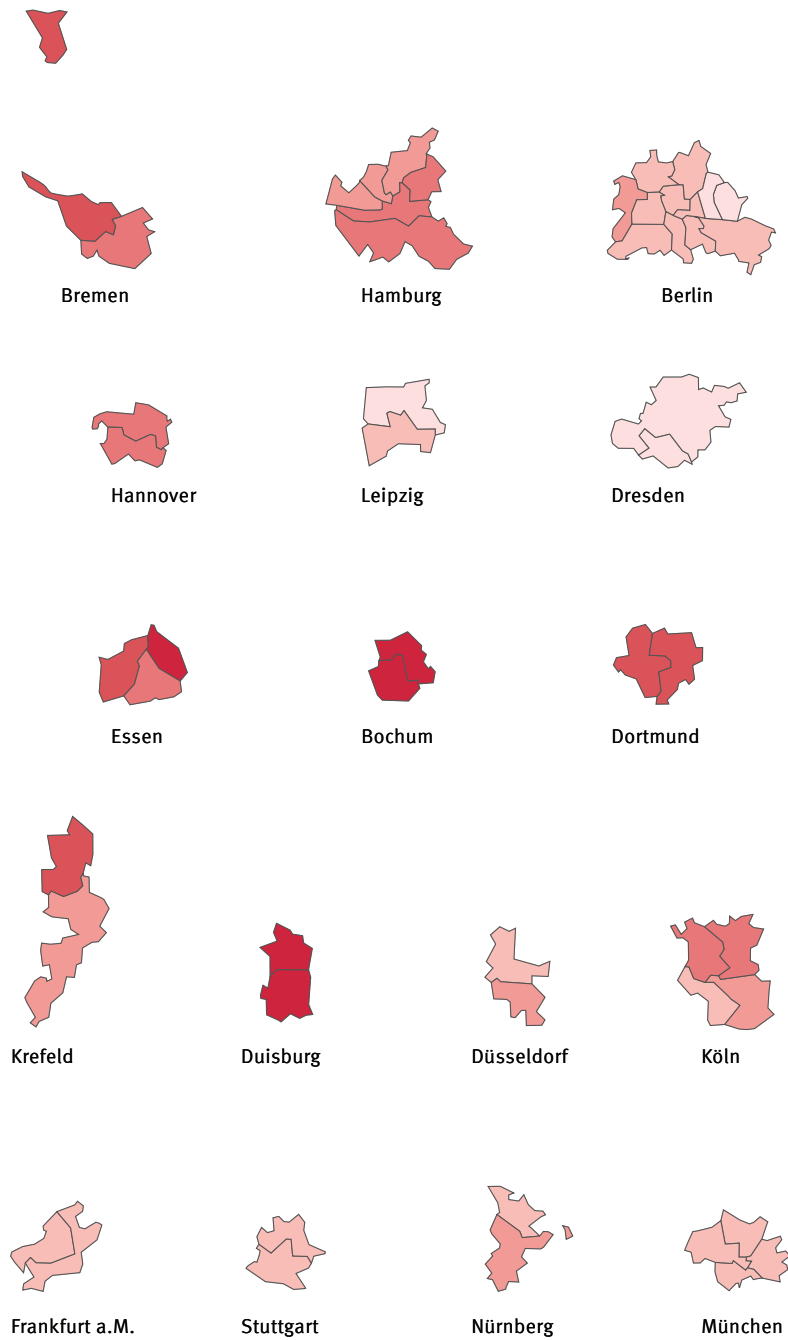 Bremen
Hamburg
Berlin
Hannover
Leipzig
Dresden
Essen
Bochum
Dortmund
Krefeld
Duisburg
Düsseldorf
Köln
Frankfurt a.M.
Stuttgart
Nürnberg
München